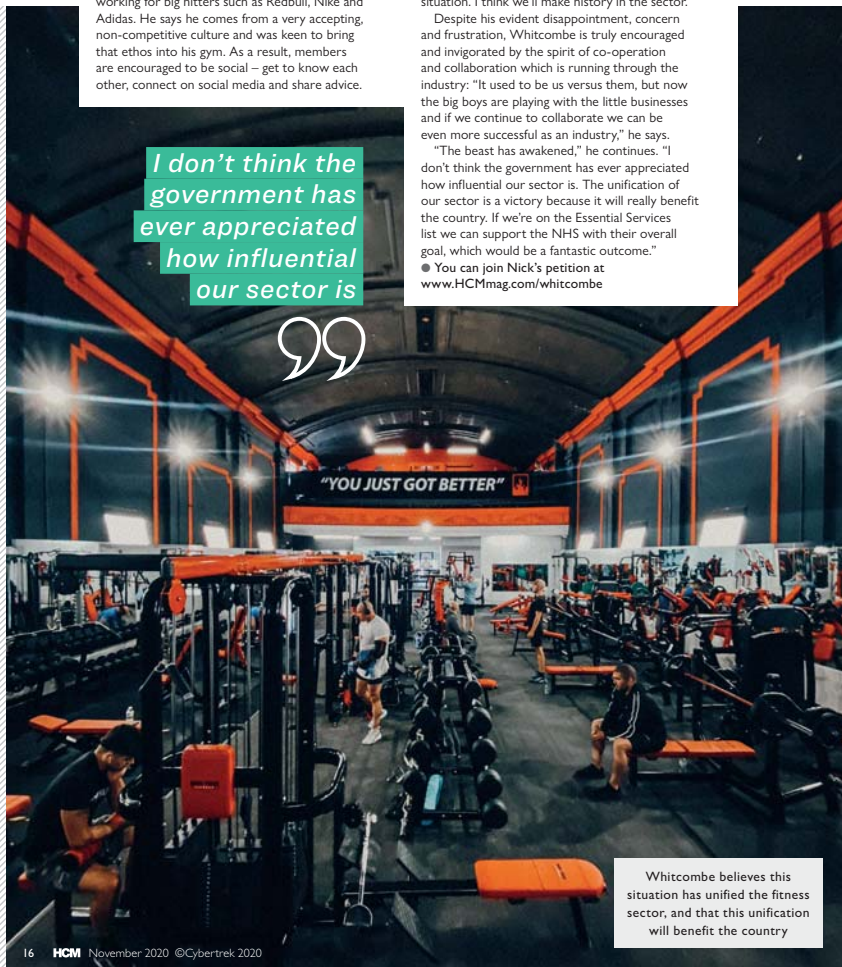 working for big hitters such as Redbull, Nike and
Adidas. He says he comes from a very accepting,
non-competitive culture and was keen to bring
that ethos into his gym. As a result, members
are encouraged to be social – get to know each
other, connect on social media and share advice.
situation. I think we'll make history in the sector.
Despite his evident disappointment, concern
and frustration, Whitcombe is truly encouraged
and invigorated by the spirit of co-operation
and collaboration which is running through the
industry: “It used to be us versus them, but now
the big boys are playing with the little businesses
and if we continue to collaborate we can be
even more successful as an industry,” he says.
“The beast has awakened,” he continues. “I
don’t think the government has ever appreciated
how influential our sector is. The unification of
our sector is a victory because it will really benefit
the country. If we’re on the Essential Services
list we can support the NHS with their overall
goal, which would be a fantastic outcome.”
● You can join Nick’s petition at
www.HCMmag.com/whitcombe
I don’t think the
government has
ever appreciated
how influential
our sector is
”
“YOU JUST GOT BETTER”
Whitcombe believes this
situation has unified the fitness
sector, and that this unification
will benefit the country
16 HCM November 2020 ©Cybertrek 2020